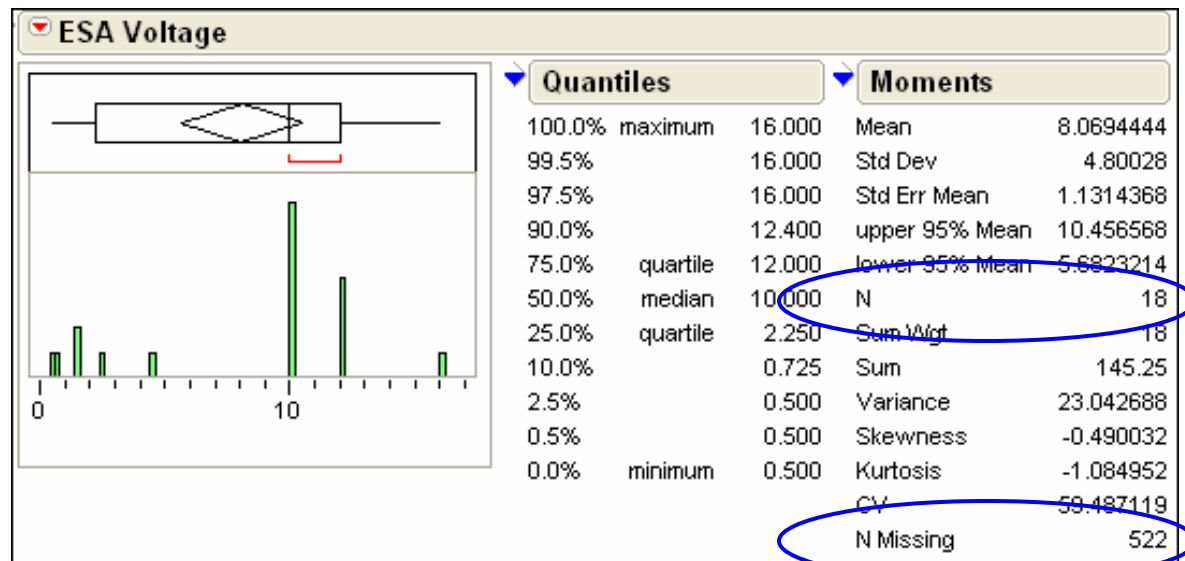 ESA Voltage
Quantiles
100.0% maximum 16.000
99.5% 16.000
97.5% 16.000
90.0% 12.400
75.0% quartile 12.000
50.0% median 10.000
25.0% quartile 2.250
10.0% 0.725
2.5% 0.500
0.5% 0.500
0.0% minimum 0.500
Moments
Mean 8.0694444
Std Dev 4.80028
Std Err Mean 1.1314368
upper 95% Mean 10.456568
lower 95% Mean 5.6823214
N 18
Sum Wgt 18
Sum 145.25
Variance 23.042688
Skewness -0.490032
Kurtosis -1.084952
CV 59.487119
N Missing 522
0 10